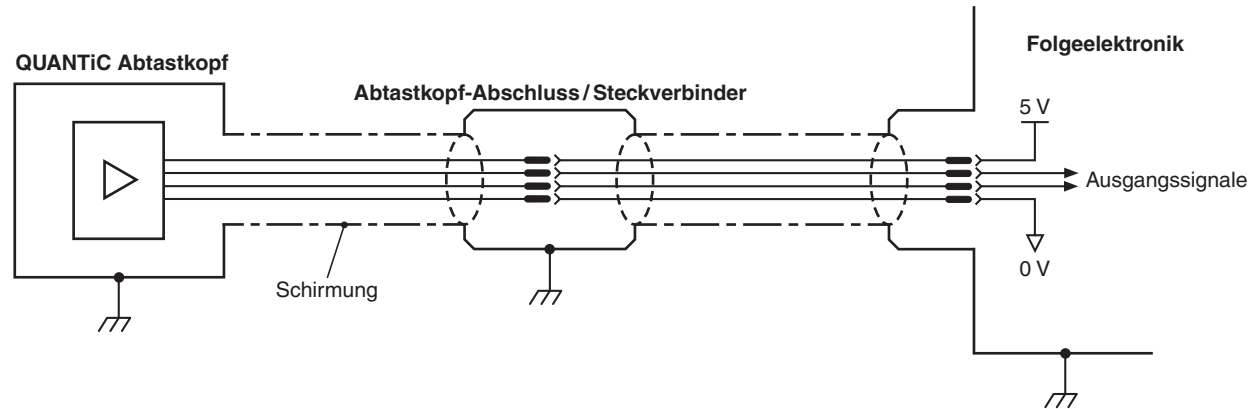 QUANTiC Abtastkopf
Abtastkopf-Abschluss / Steckverbinder
Folgeelektronik
5 V
Ausgangssignale
0 V
Schirmung